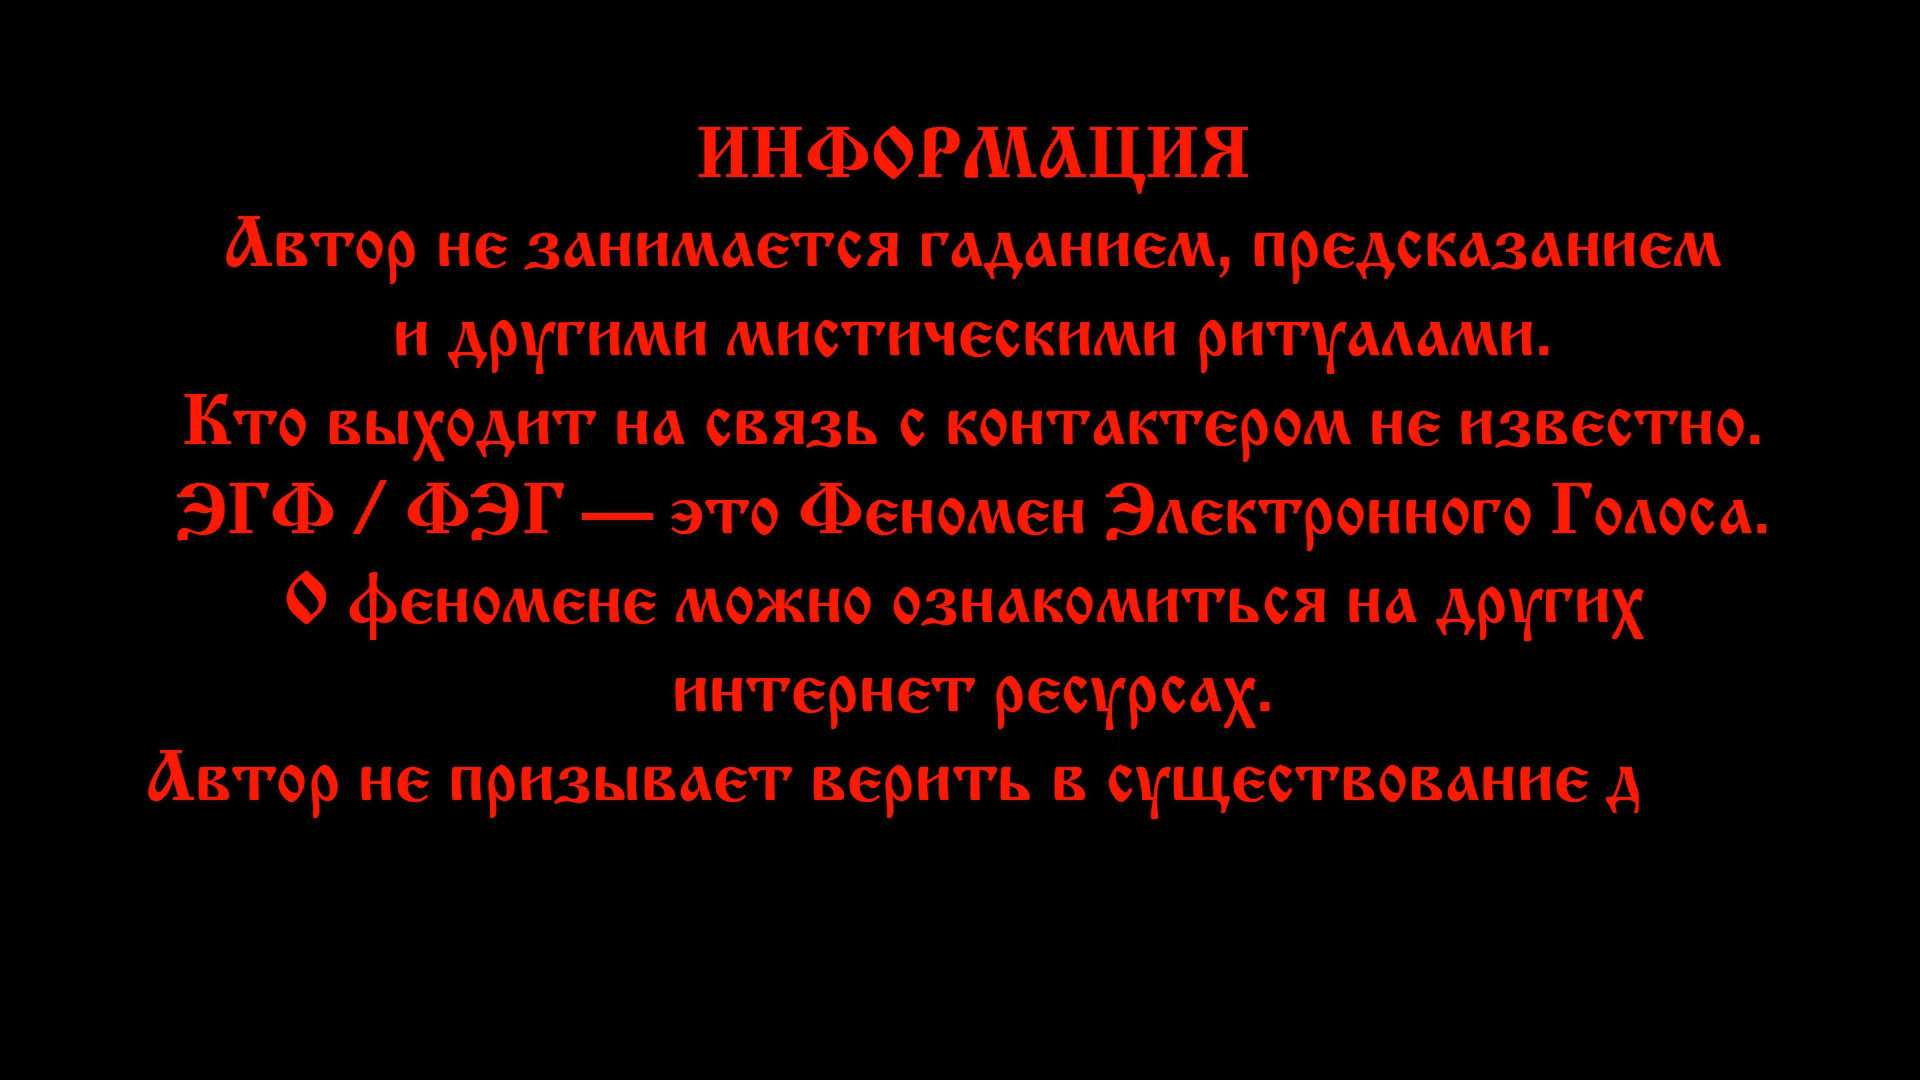 ИНФОРМАЦИЯ
Автор не занимается гаданием, предсказанием
и другими мистическими ритуалами.
Кто выходит на связь с контактером не известно.
ЭГФ / ФЭГ — это Феномен Электронного Голоса.
О феномене можно ознакомиться на других
интернет ресурсах.
Автор не призывает верить в существование д